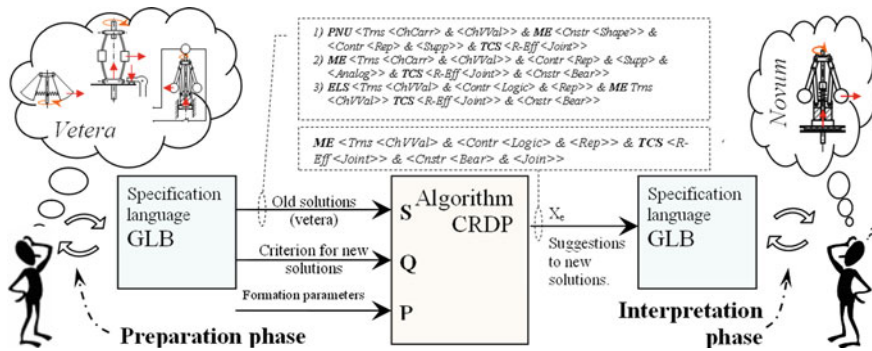 1) PNU <Trns <ChCarr> & <ChVVal>> & ME <Cnstr <Shape>> &
<Contr <Rep> & <Supp>> & TCS <R-Eff <Joint>>
2) ME <Trns <ChCarr> & <ChVVal>> & <Contr <Rep> & <Supp> &
<Analog>> & TCS <R-Eff <Joint>> & <Cnstr <Bear>>
3) ELS <Trns <ChVVal> & <Contr <Logic> & <Rep>> & ME Trns
<ChVVal>> TCS <R-Eff <Joint>> & <Cnstr <Bear>>
ME <Trns <ChVVal> & <Contr <Logic> & <Rep>> & TCS <R-
Eff <Joint>> & <Cnstr <Bear> & <Join>>
Vetera
Novum
Specification
language
GLB
Old solutions
(vetera)
Criterion for new
solutions
Formation parameters
S
Q
P
Algorithm
CRDP
Xe
Suggestions
to new
solutions.
Specification
language
GLB
Preparation phase
Interpretation
phase